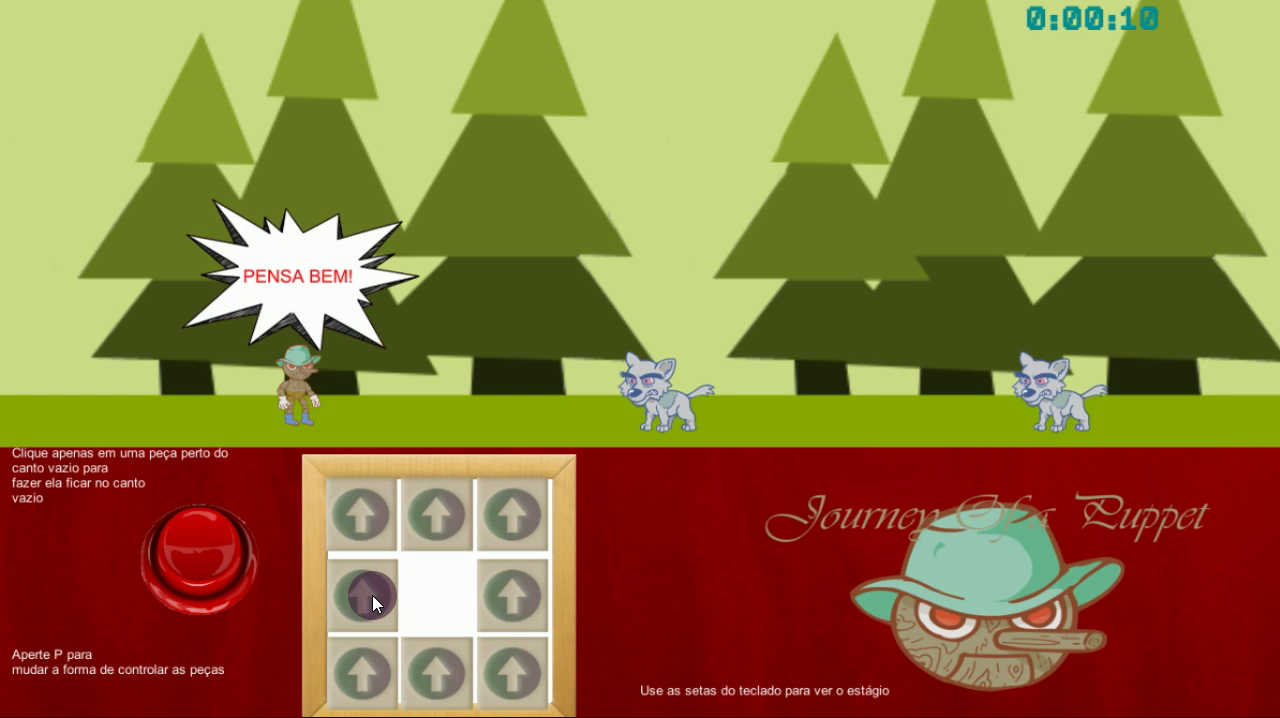 0:00:10
PENSA BEM!
Clique apenas em uma peça perto do
canto vazio para
fazer ela ficar no canto
vazio
Journey Of a Puppet
Aperte P para
mudar a forma de controlar as peças
Use as setas do teclado para ver o estágio